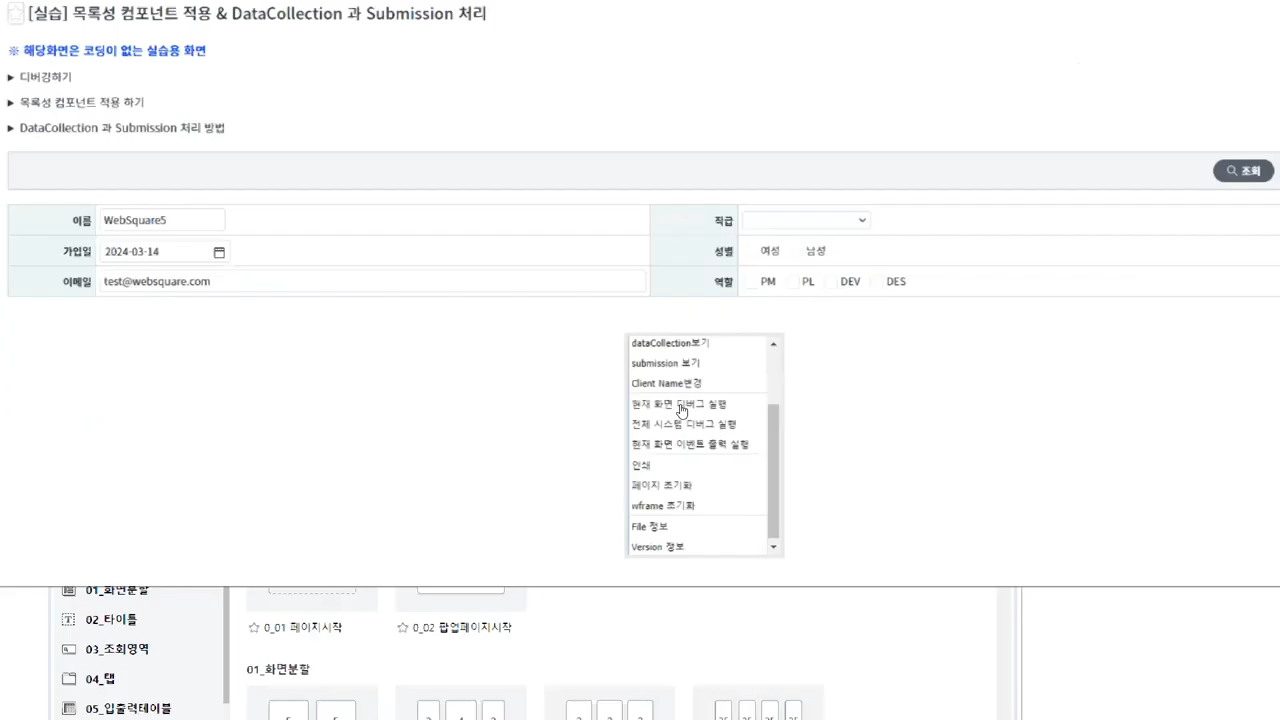 [실습] 목록성 컴포넌트 적용 & DataCollection 과 Submission 처리
※ 해당화면은 코딩이 없는 실습용 화면
▶ 디버깅하기
▶ 목록성 컴포넌트 적용 하기
▶ DataCollection 과 Submission 처리 방법
조회
이름 WebSquare5 직급
가입일 2024-03-14 성별 여성 남성
이메일 test@websquare.com 역할 PM PL DEV DES
dataCollection보기
submission 보기
Client Name변경
현재 화면 디버그 실행
전체 시스템 디버그 실행
현재 화면 이벤트 출력 실행
인쇄
페이지 초기화
wframe 초기화
File 정보
Version 정보
01_화면분할
02_타이틀
03_조회영역
04_탭
05_입출력테이블
0_01 페이지시작 0_02 팝업페이지시작
01_화면분할